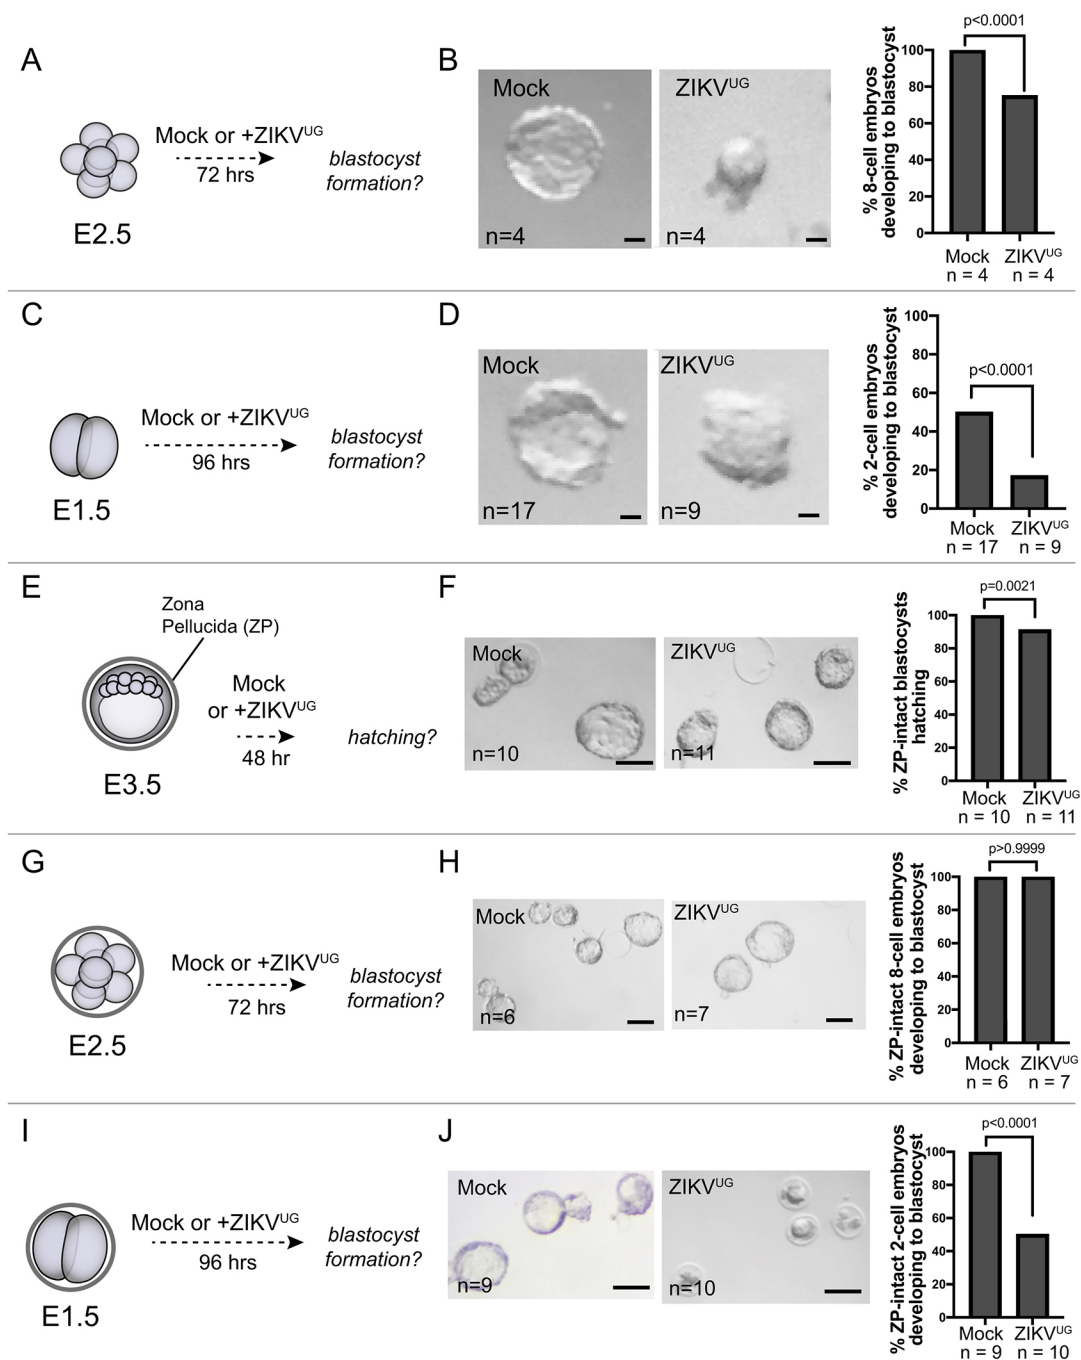 A
Mock or +ZIKVUG
72 hrs
blastocyst
formation?
E2.5
B
Mock
n=4
ZIKVUG
n=4
% 8-cell embryos
developing to blastocyst
p<0.0001
100
80
60
40
20
0
Mock ZIKVUG
n = 4 n = 4
C
Mock or +ZIKVUG
96 hrs
blastocyst
formation?
E1.5
D
Mock
n=17
ZIKVUG
n=9
% 2-cell embryos
developing to blastocyst
100
80
p<0.0001
60
40
20
0
Mock ZIKVUG
n = 17 n = 9
E
Zona
Pellucida (ZP)
Mock
or +ZIKVUG
48 hr
hatching?
E3.5
F
Mock
n=10
ZIKVUG
n=11
% ZP-intact blastocysts
hatching
p=0.0021
100
80
60
40
20
0
Mock ZIKVUG
n = 10 n = 11
G
Mock or +ZIKVUG
72 hrs
blastocyst
formation?
E2.5
H
Mock
n=6
ZIKVUG
n=7
% ZP-intact 8-cell embryos
developing to blastocyst
p>0.9999
100
80
60
40
20
0
Mock ZIKVUG
n = 6 n = 7
I
Mock or +ZIKVUG
96 hrs
blastocyst
formation?
E1.5
J
Mock
n=9
ZIKVUG
n=10
% ZP-intact 2-cell embryos
developing to blastocyst
p<0.0001
100
80
60
40
20
0
Mock ZIKVUG
n = 9 n = 10